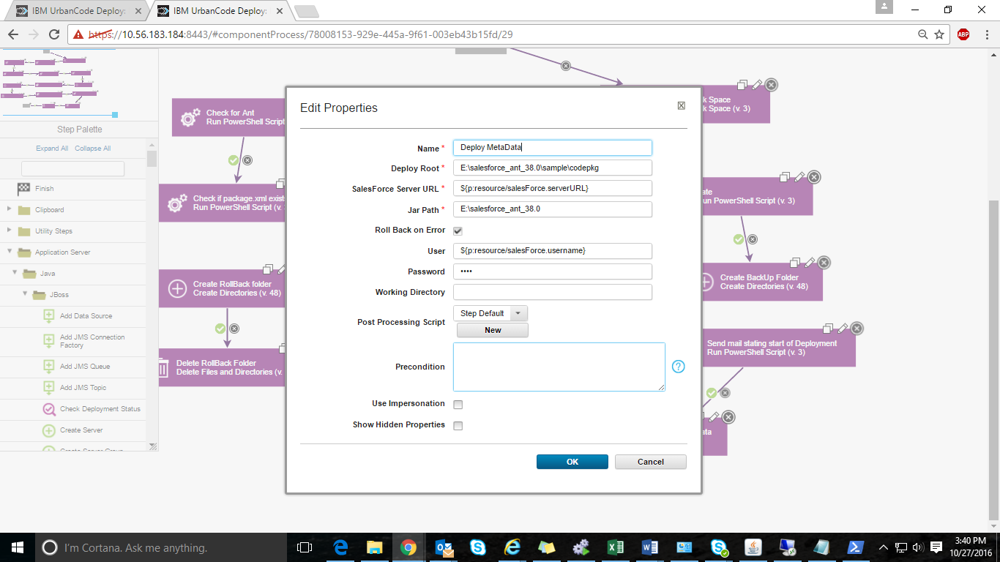 IBM UrbanCode Deploy:
IBM UrbanCode Deploy:
https://10.56.183.184:8443/#componentProcess/78008153-929e-445a-9f61-003eb43b15fd/29
ABP
Step Palette
Expand All Collapse All
Finish
Clipboard
Utility Steps
Application Server
Java
JBoss
Add Data Source
Add JMS Connection
Factory
Add JMS Queue
Add JMS Topic
Check Deployment Status
Create Server
Create Server Group
Check for Ant
Run PowerShell Script
Check if package.xml exist
Run PowerShell Script (v.
Create RollBack folder
Create Directories (v. 48)
Delete RollBack Folder
Delete Files and Directories (v.
k Space
k Space (v. 3)
ate
un PowerShell Script (v. 3)
Create BackUp Folder
Create Directories (v. 48)
Send mail stating start of Deployment
Run PowerShell Script (v. 3)
ata
Edit Properties
Name *
Deploy MetaData
Deploy Root *
E:\salesforce_ant_38.0\sample\codepkg
SalesForce Server URL *
${p:resource/salesForce.serverURL}
Jar Path *
E:\salesforce_ant_38.0
Roll Back on Error
User
${p:resource/salesForce.username}
Password
••••
Working Directory
Post Processing Script
Step Default
New
Precondition
?
Use Impersonation
Show Hidden Properties
OK
Cancel
I'm Cortana. Ask me anything.
3:40 PM
10/27/2016